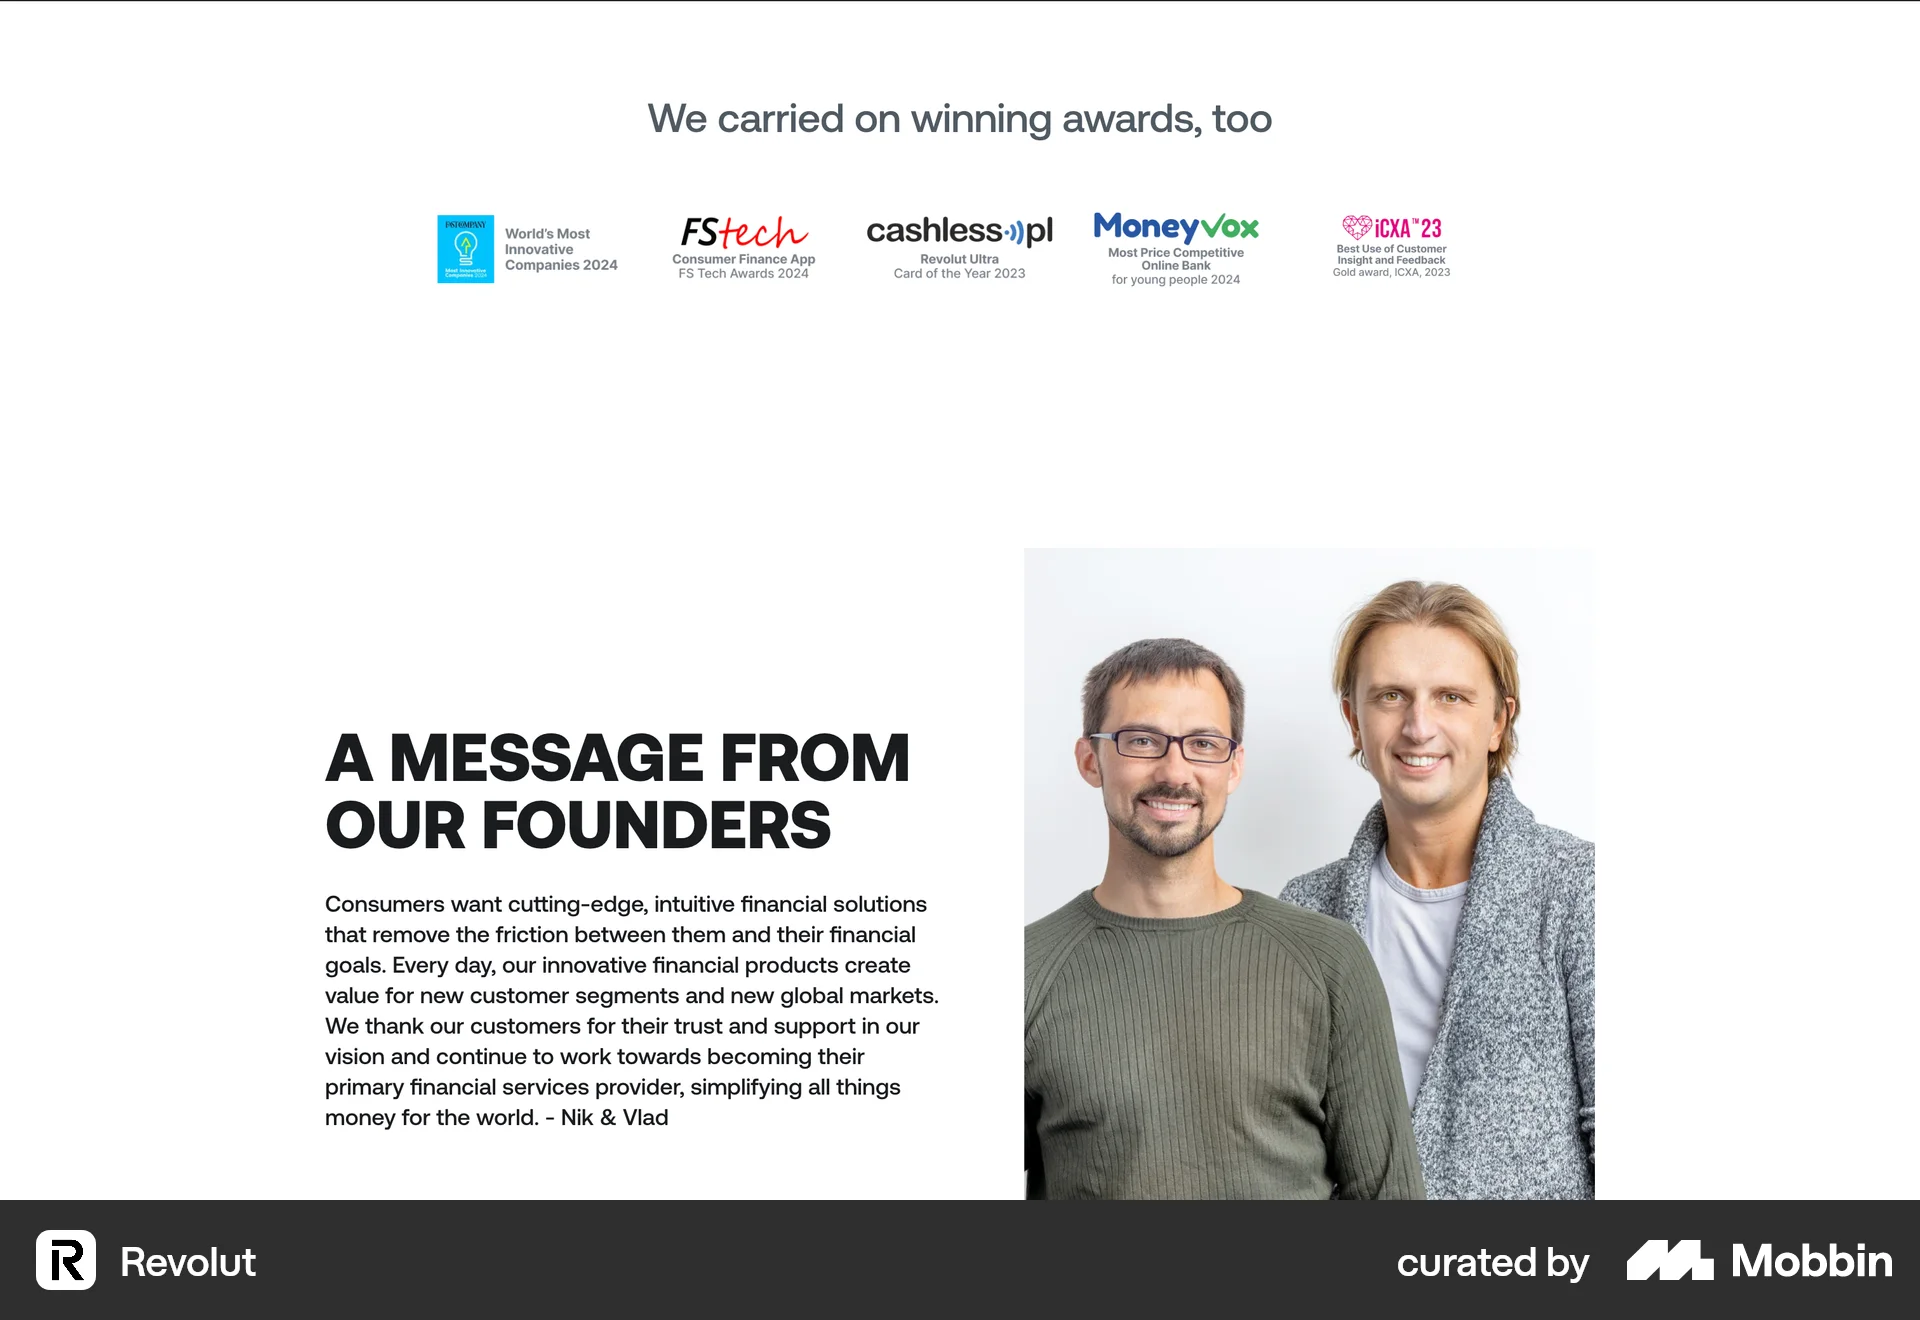 We carried on winning awards, too
FAST COMPANY
Most Innovative
Companies 2024
World's Most
Innovative
Companies 2024
FStech
Consumer Finance App
FS Tech Awards 2024
cashless.pl
Revolut Ultra
Card of the Year 2023
Moneyvox
Most Price Competitive
Online Bank
for young people 2024
iCXA™23
Best Use of Customer
Insight and Feedback
Gold award, ICXA, 2023
A MESSAGE FROM
OUR FOUNDERS
Consumers want cutting-edge, intuitive financial solutions
that remove the friction between them and their financial
goals. Every day, our innovative financial products create
value for new customer segments and new global markets.
We thank our customers for their trust and support in our
vision and continue to work towards becoming their
primary financial services provider, simplifying all things
money for the world. - Nik & Vlad
R Revolut
curated by Mobbin